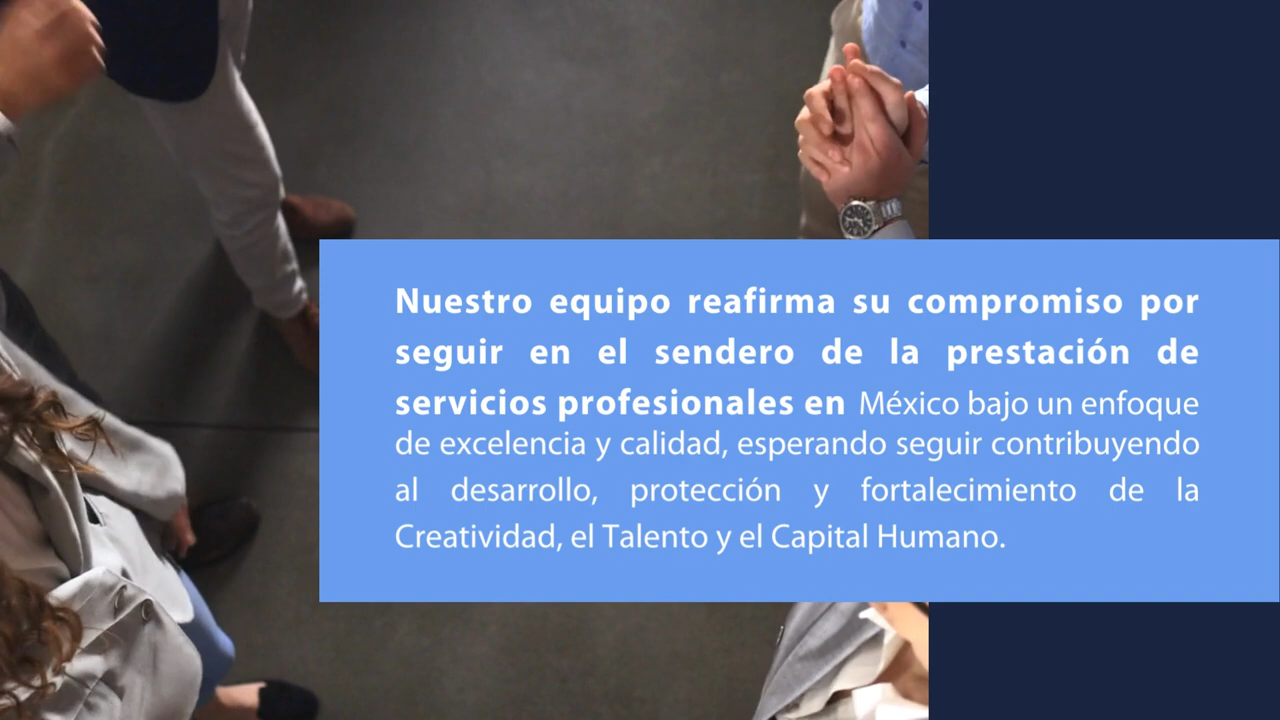 Nuestro equipo reafirma su compromiso por
seguir en el sendero de la prestación de
servicios profesionales en México bajo un enfoque
de excelencia y calidad, esperando seguir contribuyendo
al desarrollo, protección y fortalecimiento de la
Creatividad, el Talento y el Capital Humano.